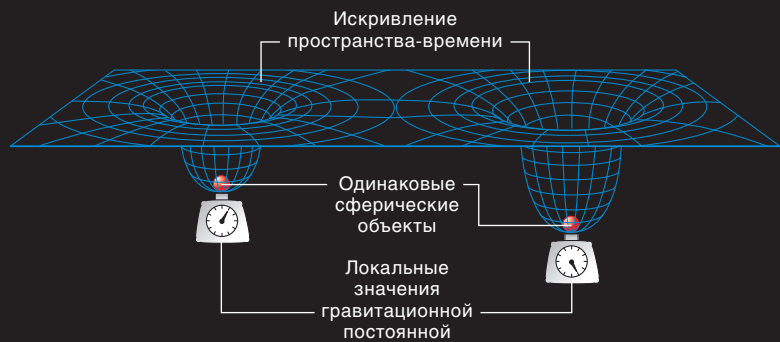 Искривление
пространства-времени
Одинаковые
сферические
объекты
Локальные
значения
гравитационной
постоянной